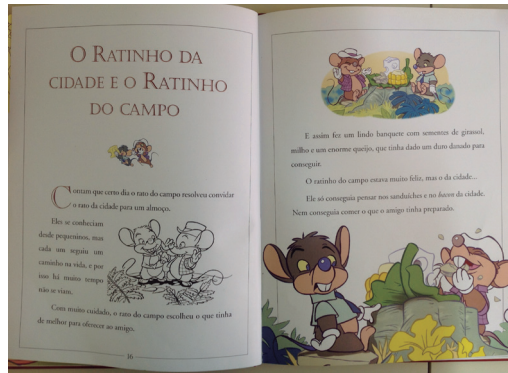 O RATINHO DA
CIDADE E O RATINHO
DO CAMPO
Contam que certo dia o rato do campo resolveu convidar
o rato da cidade para um almoço.
Eles se conheciam
desde pequeninos, mas
cada um seguiu um
caminho na vida, e por
isso há muito tempo
não se viam.
Com muito cuidado, o rato do campo escolheu o que tinha
de melhor para oferecer ao amigo.
16
E assim fez um lindo banquete com sementes de girassol,
milho e um enorme queijo, que tinha dado um duro danado para
conseguir.
O ratinho do campo estava muito feliz, mas o da cidade...
Ele só conseguia pensar nos sanduíches e no bacon da cidade.
Nem conseguia comer o que o amigo tinha preparado.